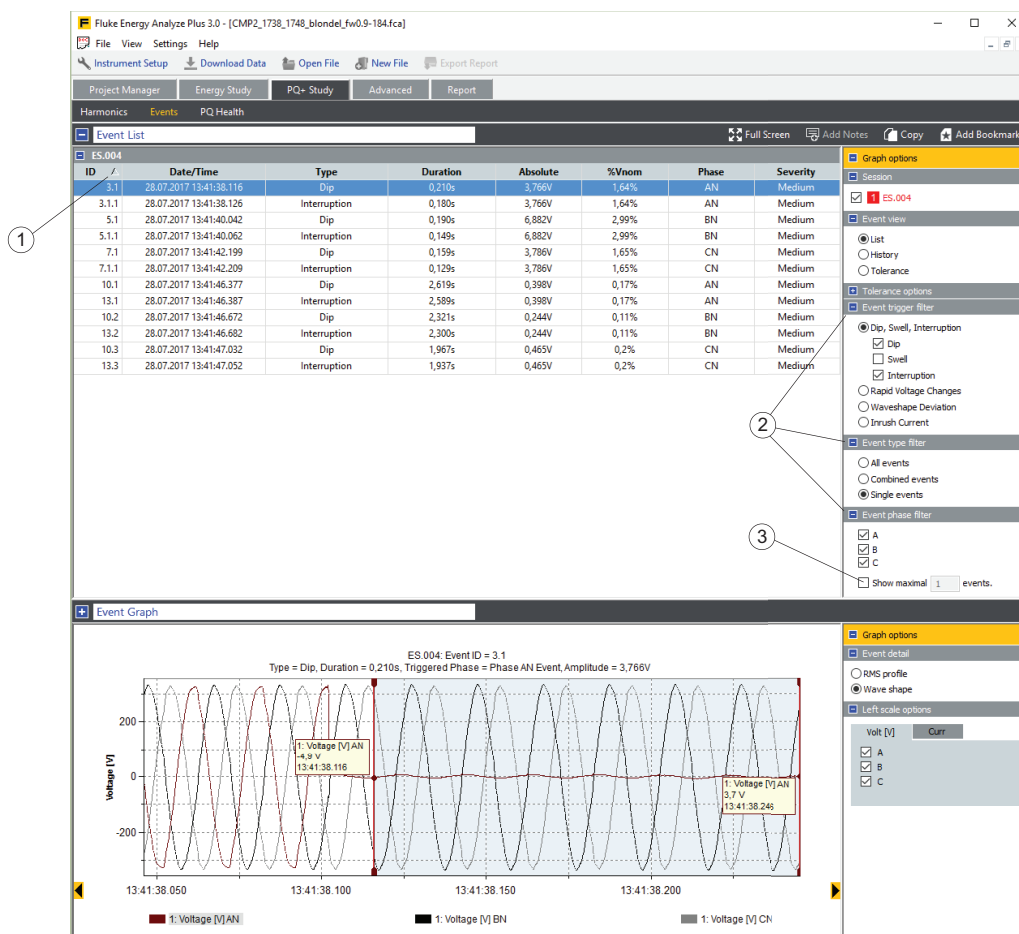 Fluke Energy Analyze Plus 3.0 - [CMP2_1738_1748_blondel_fw0.9-184.fca]
File View Settings Help
Instrument Setup Download Data Open File New File Export Report
Project Manager Energy Study PQ+ Study Advanced Report
Harmonics Events PQ Health
Event List Full Screen Add Notes Copy Add Bookmark
ES.004
ID Date/Time Type Duration Absolute %Vnom Phase Severity
3.1 28.07.2017 13:41:38.116 Dip 0,210s 3,766V 1,64% AN Medium
3.1.1 28.07.2017 13:41:38.126 Interruption 0,180s 3,766V 1,64% AN Medium
5.1 28.07.2017 13:41:40.042 Dip 0,190s 6,882V 2,99% BN Medium
5.1.1 28.07.2017 13:41:40.062 Interruption 0,149s 6,882V 2,99% BN Medium
7.1 28.07.2017 13:41:42.199 Dip 0,159s 3,786V 1,65% CN Medium
7.1.1 28.07.2017 13:41:42.209 Interruption 0,129s 3,786V 1,65% CN Medium
10.1 28.07.2017 13:41:46.377 Dip 2,619s 0,398V 0,17% AN Medium
13.1 28.07.2017 13:41:46.387 Interruption 2,589s 0,398V 0,17% AN Medium
10.2 28.07.2017 13:41:46.672 Dip 2,321s 0,244V 0,11% BN Medium
13.2 28.07.2017 13:41:46.682 Interruption 2,300s 0,244V 0,11% BN Medium
10.3 28.07.2017 13:41:47.032 Dip 1,967s 0,465V 0,2% CN Medium
13.3 28.07.2017 13:41:47.052 Interruption 1,937s 0,465V 0,2% CN Medium
1
2
3
Graph options
Session
1 ES.004
Event view
List
History
Tolerance
Tolerance options
Event trigger filter
Dip, Swell, Interruption
Dip
Swell
Interruption
Rapid Voltage Changes
Waveshape Deviation
Inrush Current
Event type filter
All events
Combined events
Single events
Event phase filter
A
B
C
Show maximal 1 events.
Event Graph
ES.004: Event ID = 3.1
Type = Dip, Duration = 0,210s, Triggered Phase = Phase AN Event, Amplitude = 3,766V
Voltage [V]
200
0
-200
1: Voltage [V] AN
-4,9 V
13:41:38.116
1: Voltage [V] AN
3,7 V
13:41:38.246
13:41:38.050 13:41:38.100 13:41:38.150 13:41:38.200
1: Voltage [V] AN 1: Voltage [V] BN 1: Voltage [V] CN
Graph options
Event detail
RMS profile
Wave shape
Left scale options
Volt [V] Curr
A
B
C